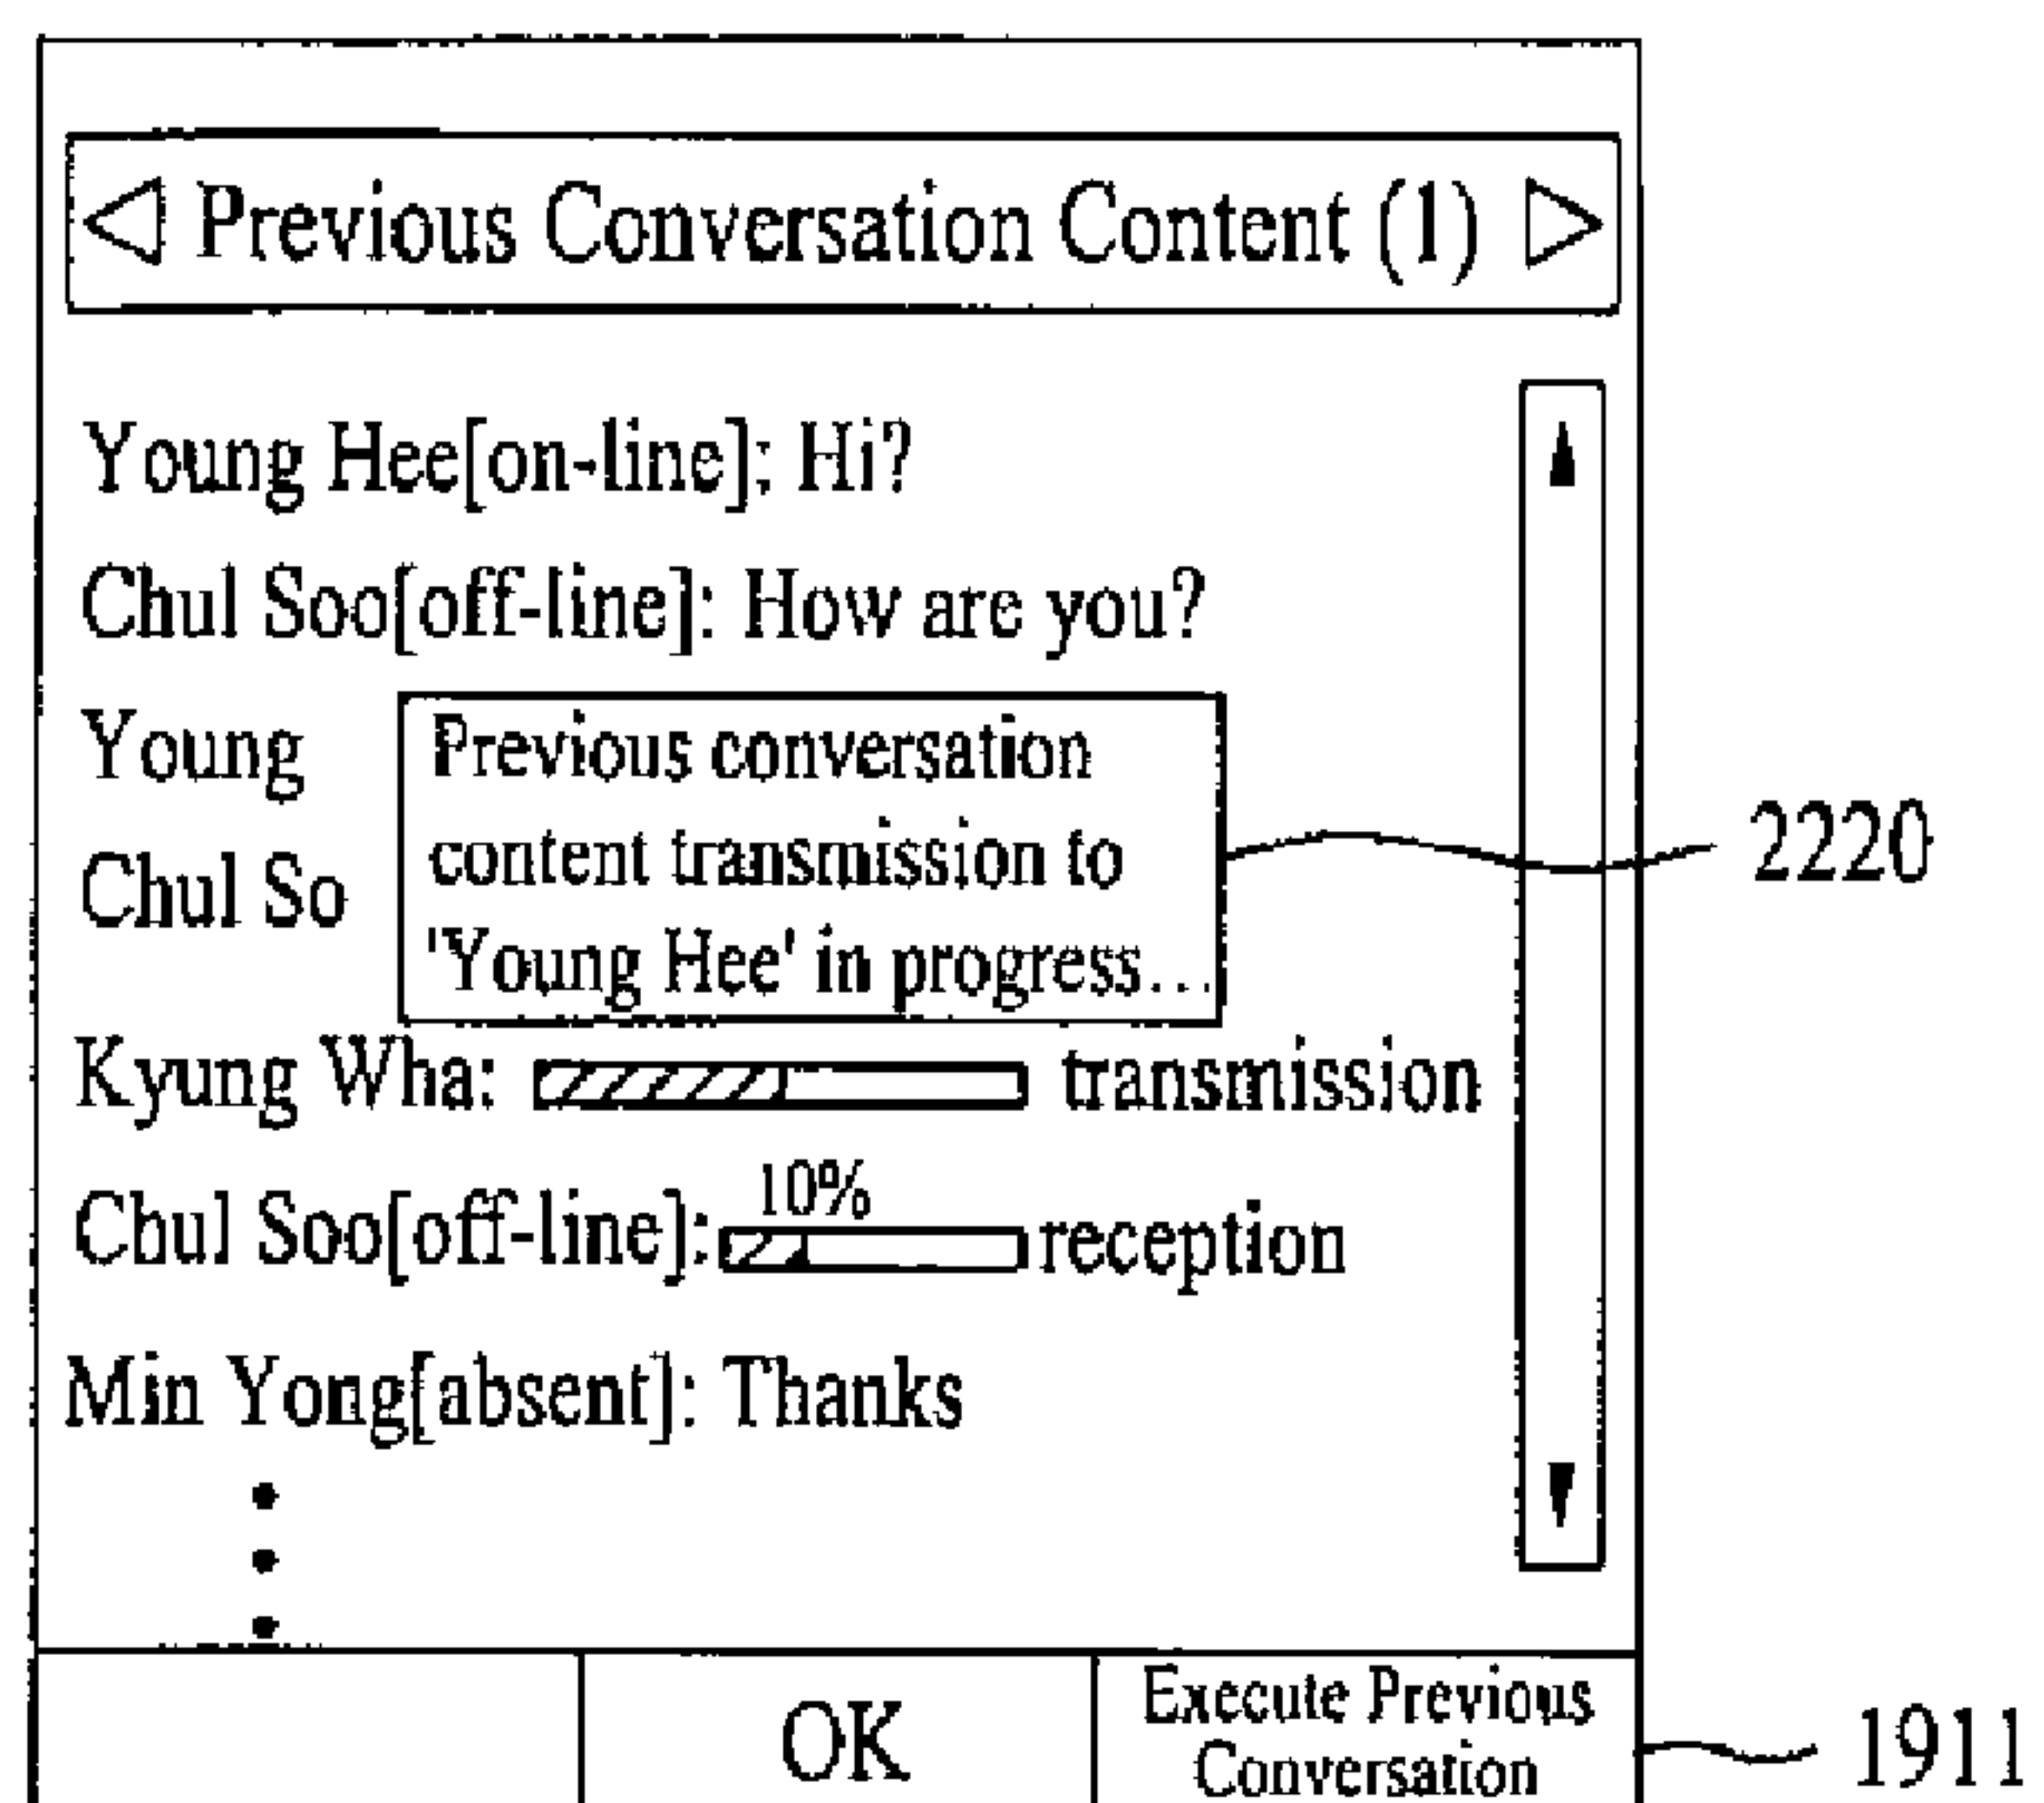 ◁ Previous Conversation Content (1) ▷
Young Hee[on-line]; Hi?
Chul Soo[off-line]: How are you?
Young
Chul So
Previous conversation
content transmission to
'Young Hee' in progress...
2220
Kyung Wha: transmission
10%
Chul Soo[off-line]: reception
Min Yong[absent]: Thanks
OK
Execute Previous
Conversation
1911